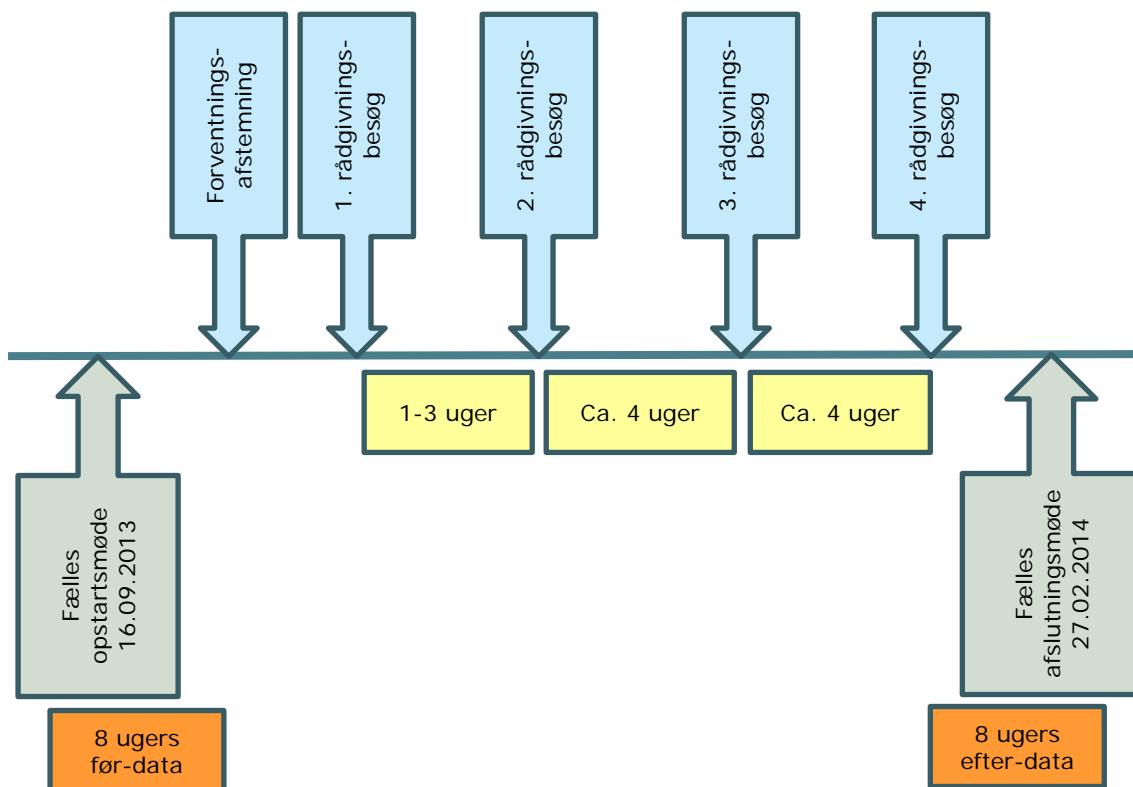 Forventnings-
afstemning
1. rådgivnings-
besøg
2. rådgivnings-
besøg
3. rådgivnings-
besøg
4. rådgivnings-
besøg
1-3 uger
Ca. 4 uger
Ca. 4 uger
Fælles
opstartsmøde
16.09.2013
Fælles
afslutningsmøde
27.02.2014
8 ugers
før-data
8 ugers
efter-data